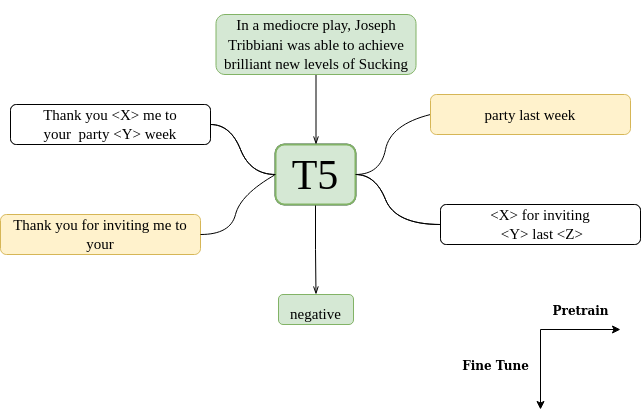 In a mediocre play, Joseph
Tribbiani was able to achieve
brilliant new levels of Sucking
Thank you <X> me to
your party <Y> week
party last week
T5
Thank you for inviting me to
your
<X> for inviting
<Y> last <Z>
negative
Pretrain
Fine Tune